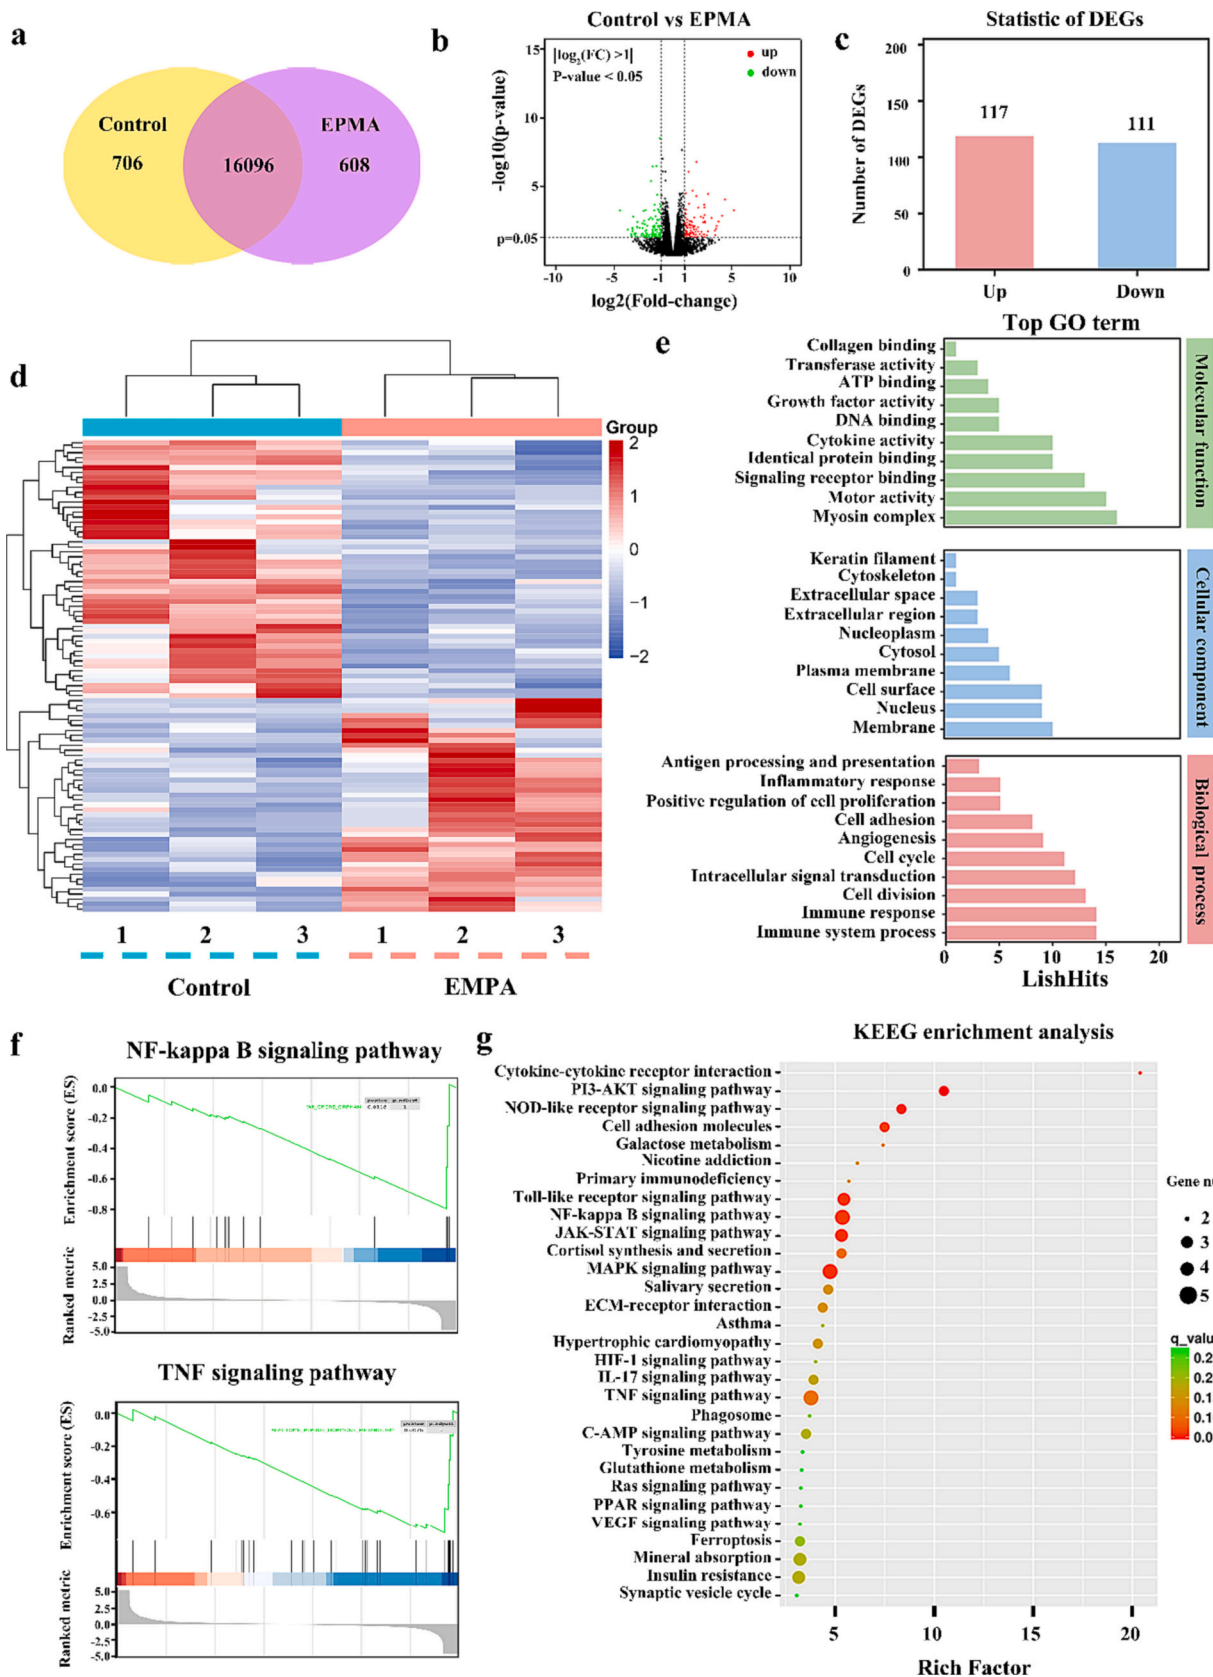 a
Control
706
16096
EPMA
608
b
Control vs EPMA
|log2(FC) >1|
P-value < 0.05
up
down
-log10(p-value)
15
10
5
p=0.05
-10
-5
-1
1
5
10
log2(Fold-change)
c
Statistic of DEGs
Number of DEGs
200
150
100
50
0
117
111
Up
Down
d
Group
2
1
0
−1
−2
1
2
3
1
2
3
Control
EMPA
e
Top GO term
Collagen binding
Transferase activity
ATP binding
Growth factor activity
DNA binding
Cytokine activity
Identical protein binding
Signaling receptor binding
Motor activity
Myosin complex
Molecular function
Keratin filament
Cytoskeleton
Extracellular space
Extracellular region
Nucleoplasm
Cytosol
Plasma membrane
Cell surface
Nucleus
Membrane
Cellular component
Antigen processing and presentation
Inflammatory response
Positive regulation of cell proliferation
Cell adhesion
Angiogenesis
Cell cycle
Intracellular signal transduction
Cell division
Immune response
Immune system process
Biological process
0
5
10
15
20
LishHits
f
NF-kappa B signaling pathway
Enrichment score (ES)
0.0
-0.2
-0.4
-0.6
-0.8
Ranked metric
5.0
2.5
0.0
-2.5
-5.0
TNF signaling pathway
Enrichment score (ES)
0.0
-0.2
-0.4
-0.6
Ranked metric
5.0
2.5
0.0
-2.5
-5.0
g
KEEG enrichment analysis
Cytokine-cytokine receptor interaction
PI3-AKT signaling pathway
NOD-like receptor signaling pathway
Cell adhesion molecules
Galactose metabolism
Nicotine addiction
Primary immunodeficiency
Toll-like receptor signaling pathway
NF-kappa B signaling pathway
JAK-STAT signaling pathway
Cortisol synthesis and secretion
MAPK signaling pathway
Salivary secretion
ECM-receptor interaction
Asthma
Hypertrophic cardiomyopathy
HIF-1 signaling pathway
IL-17 signaling pathway
TNF signaling pathway
Phagosome
C-AMP signaling pathway
Tyrosine metabolism
Glutathione metabolism
Ras signaling pathway
PPAR signaling pathway
VEGF signaling pathway
Ferroptosis
Mineral absorption
Insulin resistance
Synaptic vesicle cycle
5
10
15
20
Rich Factor
Gene nu
2
3
4
5
q_valu
0.2
0.2
0.1
0.1
0.0